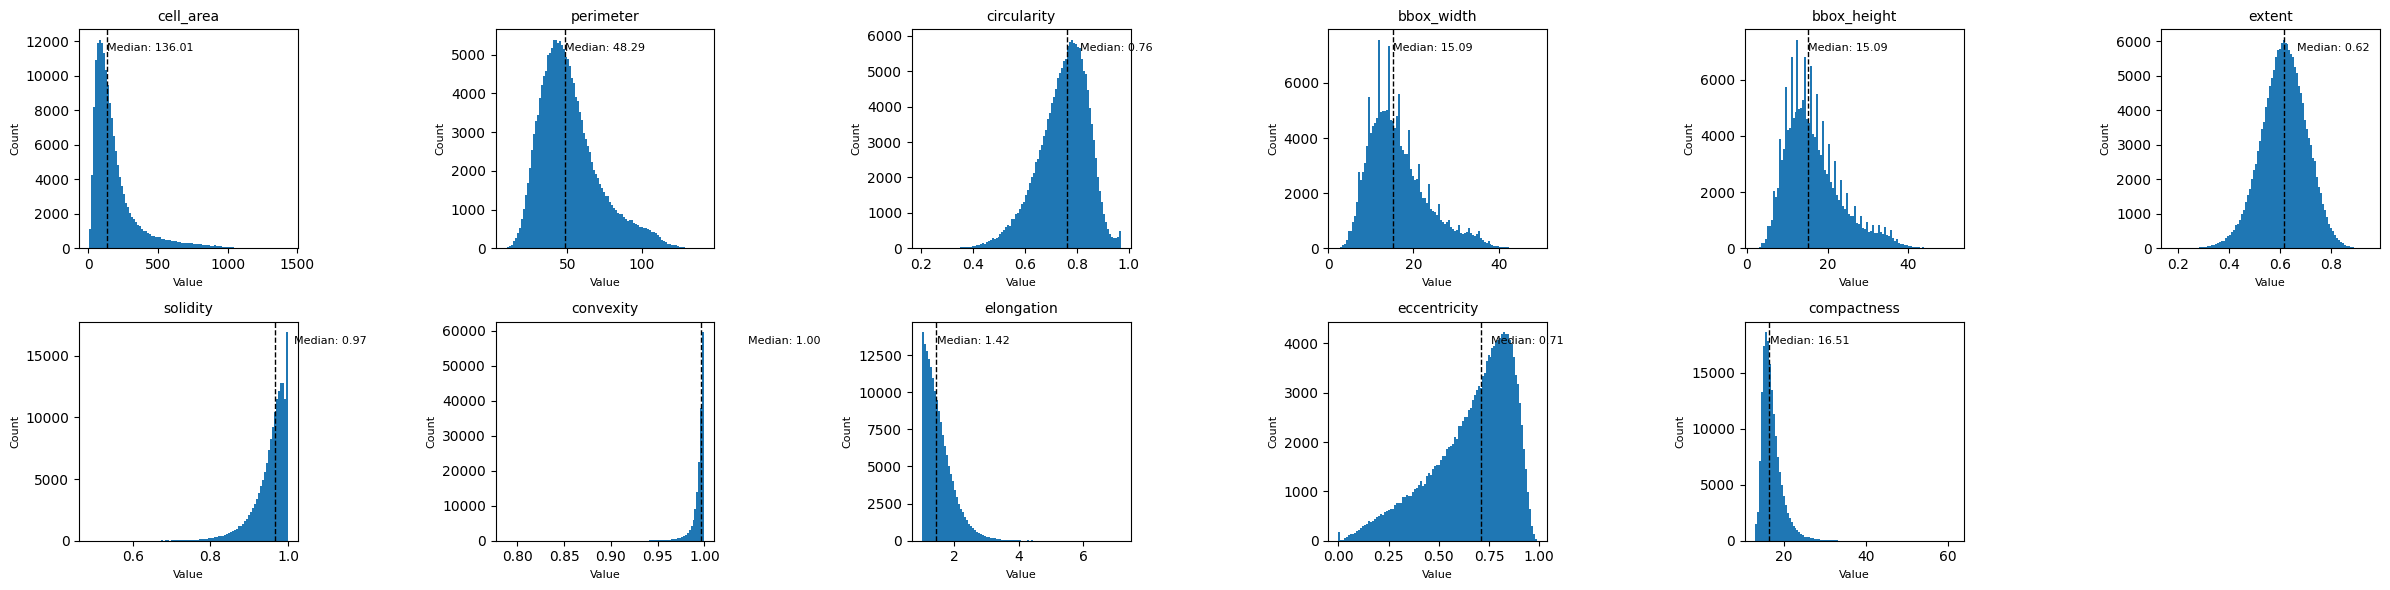 cell_area
12000
10000
8000
6000
4000
2000
0
Count
Median: 136.01
0
500
1000
1500
Value
perimeter
5000
4000
3000
2000
1000
0
Count
Median: 48.29
50
100
Value
circularity
6000
5000
4000
3000
2000
1000
0
Count
Median: 0.76
0.2
0.4
0.6
0.8
1.0
Value
bbox_width
6000
4000
2000
0
Count
Median: 15.09
0
20
40
Value
bbox_height
6000
4000
2000
0
Count
Median: 15.09
0
20
40
Value
extent
6000
5000
4000
3000
2000
1000
0
Count
Median: 0.62
0.2
0.4
0.6
0.8
Value
solidity
15000
10000
5000
0
Count
Median: 0.97
0.6
0.8
1.0
Value
convexity
60000
50000
40000
30000
20000
10000
0
Count
Median: 1.00
0.80
0.85
0.90
0.95
1.00
Value
elongation
12500
10000
7500
5000
2500
0
Count
Median: 1.42
2
4
6
Value
eccentricity
4000
3000
2000
1000
0
Count
Median: 0.71
0.00
0.25
0.50
0.75
1.00
Value
compactness
15000
10000
5000
0
Count
Median: 16.51
20
40
60
Value